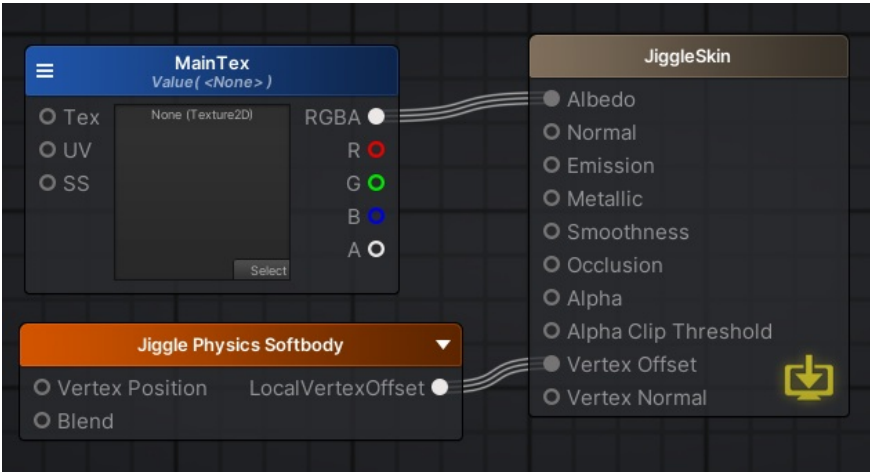 MainTex
Value( <None> )
Tex
None (Texture2D)
RGBA
UV
R
SS
G
B
A
Select
Jiggle Physics Softbody
Vertex Position
LocalVertexOffset
Blend
JiggleSkin
Albedo
Normal
Emission
Metallic
Smoothness
Occlusion
Alpha
Alpha Clip Threshold
Vertex Offset
Vertex Normal